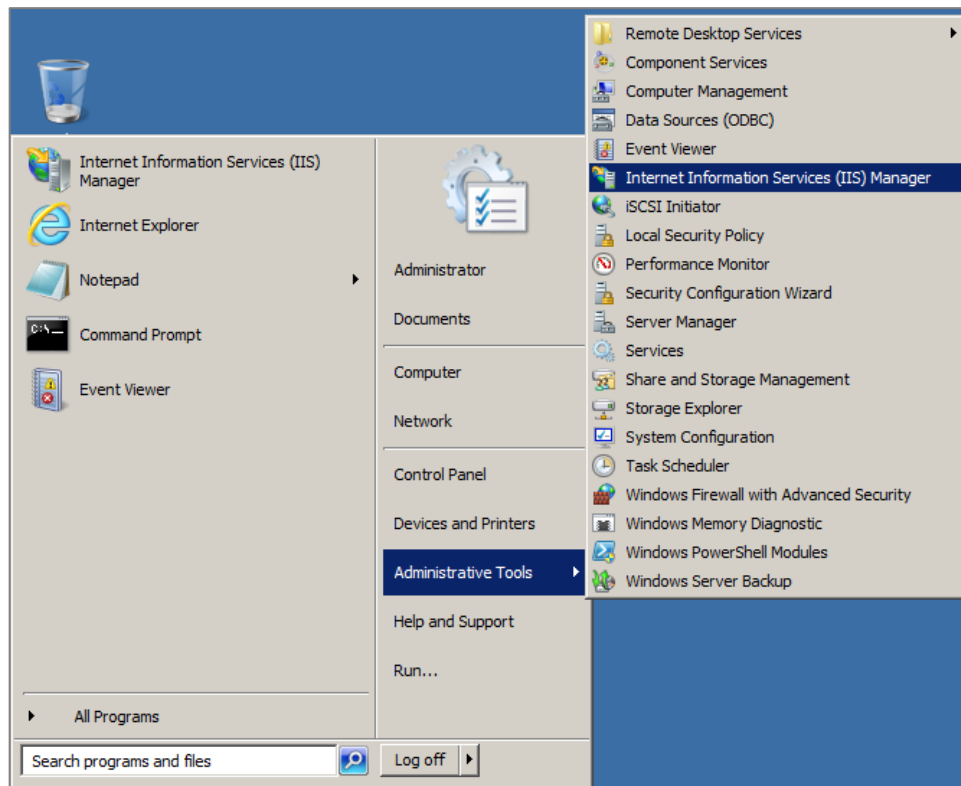 Internet Information Services (IIS)
Manager
Internet Explorer
Notepad
C:\
Command Prompt
Event Viewer
All Programs
Search programs and files
Administrator
Documents
Computer
Network
Control Panel
Devices and Printers
Administrative Tools
Help and Support
Run...
Log off
Remote Desktop Services
Component Services
Computer Management
Data Sources (ODBC)
Event Viewer
Internet Information Services (IIS) Manager
iSCSI Initiator
Local Security Policy
Performance Monitor
Security Configuration Wizard
Server Manager
Services
Share and Storage Management
Storage Explorer
System Configuration
Task Scheduler
Windows Firewall with Advanced Security
Windows Memory Diagnostic
Windows PowerShell Modules
Windows Server Backup